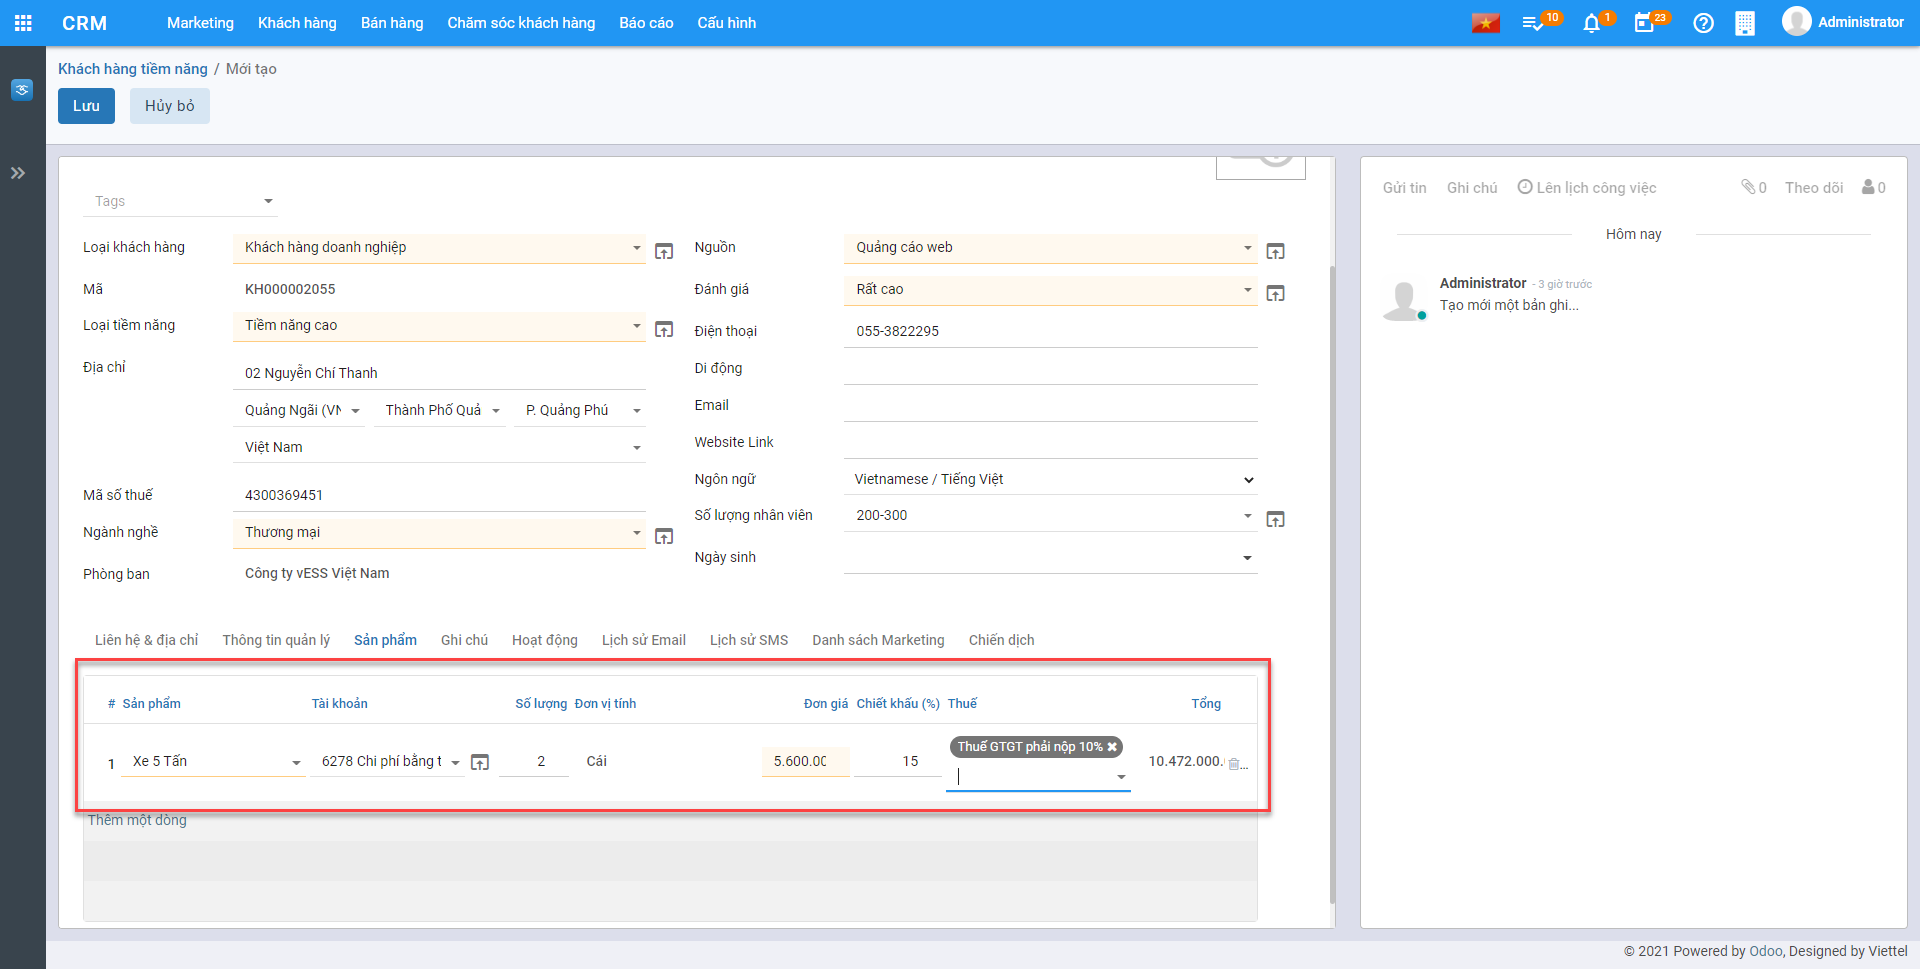 CRM Marketing Khách hàng Bán hàng Chăm sóc khách hàng Báo cáo Cấu hình 10 1 23 Administrator
Khách hàng tiềm năng / Mới tạo
Lưu Hủy bỏ
Tags
Loại khách hàng Khách hàng doanh nghiệp
Mã KH000002055
Loại tiềm năng Tiềm năng cao
Địa chỉ 02 Nguyễn Chí Thanh
Quảng Ngãi (VN Thành Phố Quả P. Quảng Phú
Việt Nam
Mã số thuế 4300369451
Ngành nghề Thương mại
Phòng ban Công ty vESS Việt Nam
Nguồn Quảng cáo web
Đánh giá Rất cao
Điện thoại 055-3822295
Di động
Email
Website Link
Ngôn ngữ Vietnamese / Tiếng Việt
Số lượng nhân viên 200-300
Ngày sinh
Liên hệ & địa chỉ Thông tin quản lý Sản phẩm Ghi chú Hoạt động Lịch sử Email Lịch sử SMS Danh sách Marketing Chiến dịch
# Sản phẩm Tài khoản Số lượng Đơn vị tính Đơn giá Chiết khấu (%) Thuế Tổng
1 Xe 5 Tấn 6278 Chi phí bằng t 2 Cái 5.600.00 15 Thuế GTGT phải nộp 10% 10.472.000. ...
Thêm một dòng
Gửi tin Ghi chú Lên lịch công việc 0 Theo dõi 0
Hôm nay
Administrator - 3 giờ trước
Tạo mới một bản ghi...
© 2021 Powered by Odoo, Designed by Viettel